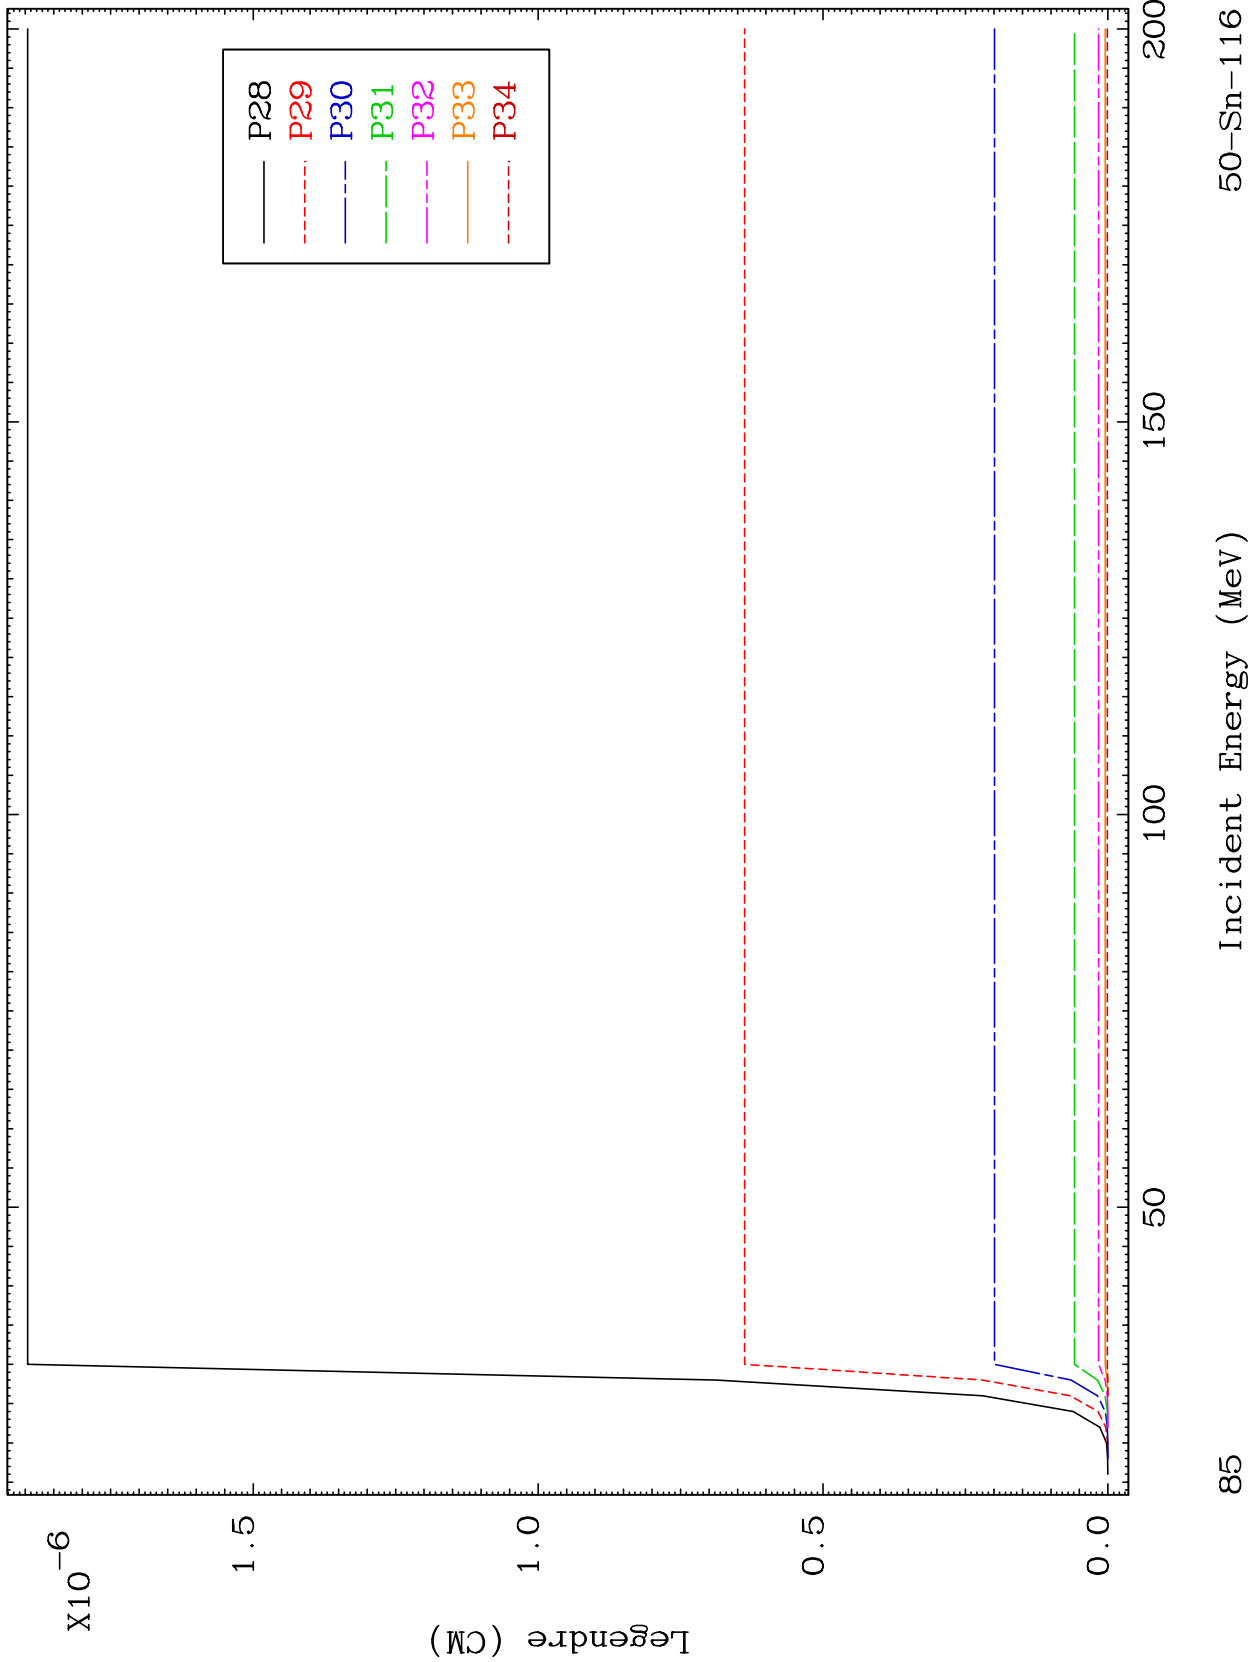 X10-6
1.5
1.0
0.5
0.0
Legendre (CM)
P28
P29
P30
P31
P32
P33
P34
50
100
150
200
85
Incident Energy (MeV)
50-Sn-116